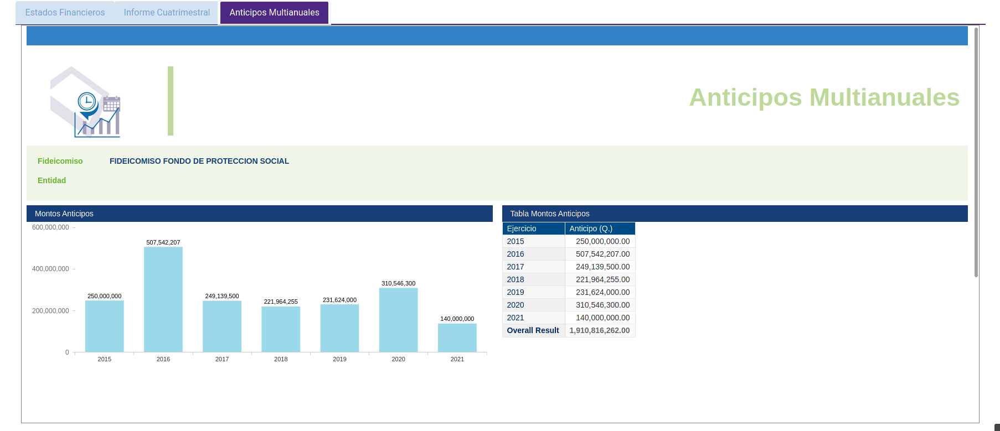 Estados Financieros Informe Cuatrimestral Anticipos Multianuales
Anticipos Multianuales
Fideicomiso FIDEICOMISO FONDO DE PROTECCION SOCIAL
Entidad
Montos Anticipos
600,000,000
400,000,000
200,000,000
0
250,000,000
507,542,207
249,139,500
221,964,255
231,624,000
310,546,300
140,000,000
2015 2016 2017 2018 2019 2020 2021
Tabla Montos Anticipos
Ejercicio Anticipo (Q.)
2015 250,000,000.00
2016 507,542,207.00
2017 249,139,500.00
2018 221,964,255.00
2019 231,624,000.00
2020 310,546,300.00
2021 140,000,000.00
Overall Result 1,910,816,262.00